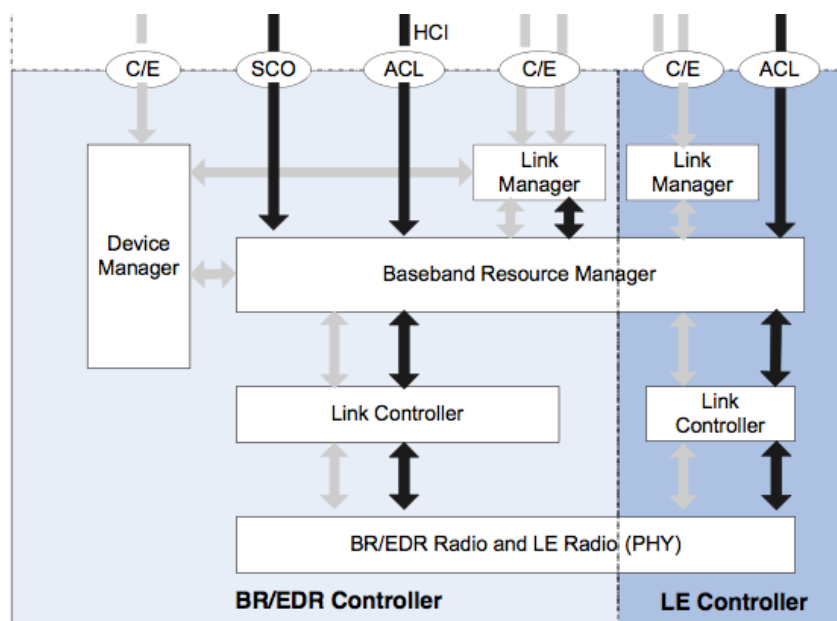 HCI
C/E
SCO
ACL
C/E
C/E
ACL
Link
Manager
Link
Manager
Device
Manager
Baseband Resource Manager
Link Controller
Link
Controller
BR/EDR Radio and LE Radio (PHY)
BR/EDR Controller
LE Controller